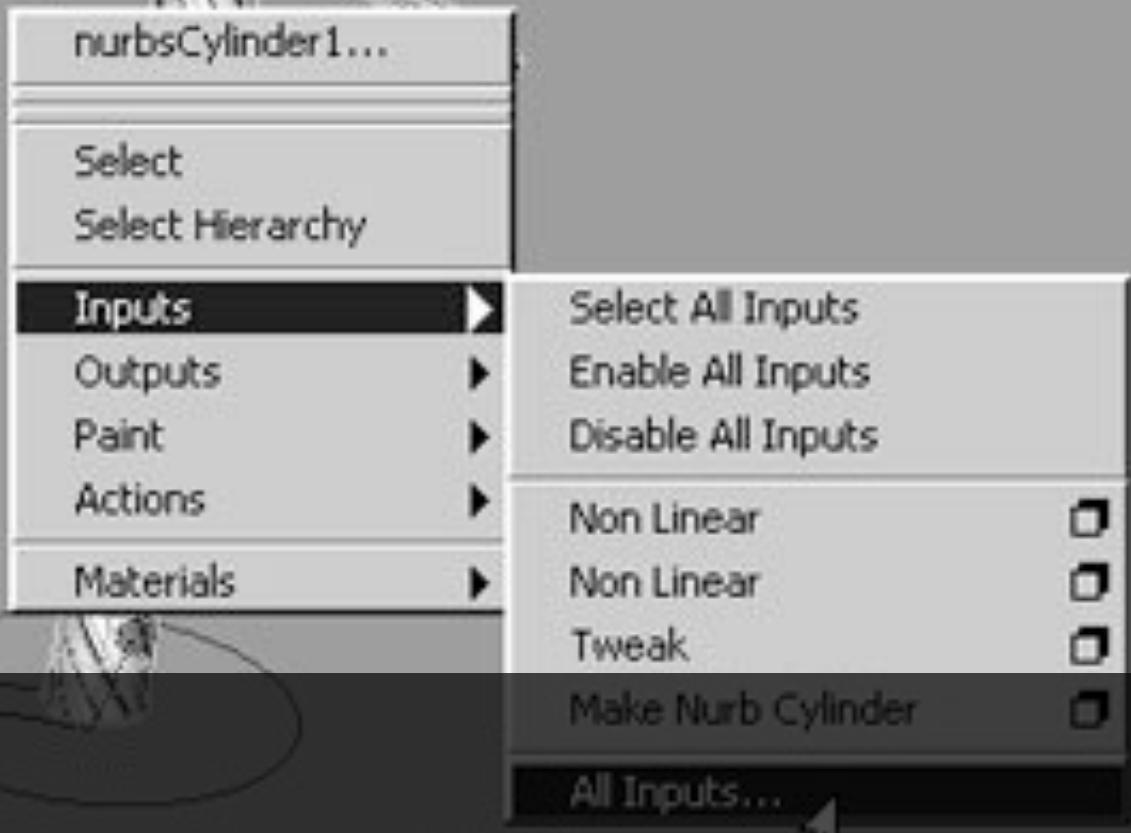 nurbsCylinder1...
Select
Select Hierarchy
Inputs
Outputs
Paint
Actions
Materials
Select All Inputs
Enable All Inputs
Disable All Inputs
Non Linear
Non Linear
Tweak
Make Nurb Cylinder
All Inputs...